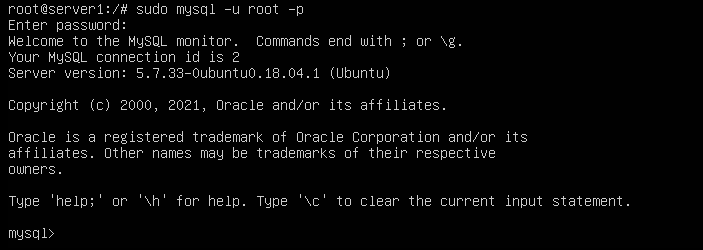 root@server1:/# sudo mysql -u root -p
Enter password:
Welcome to the MySQL monitor.  Commands end with ; or \g.
Your MySQL connection id is 2
Server version: 5.7.33-0ubuntu0.18.04.1 (Ubuntu)
Copyright (c) 2000, 2021, Oracle and/or its affiliates.
Oracle is a registered trademark of Oracle Corporation and/or its
affiliates. Other names may be trademarks of their respective
owners.
Type 'help;' or '\h' for help. Type '\c' to clear the current input statement.
mysql>